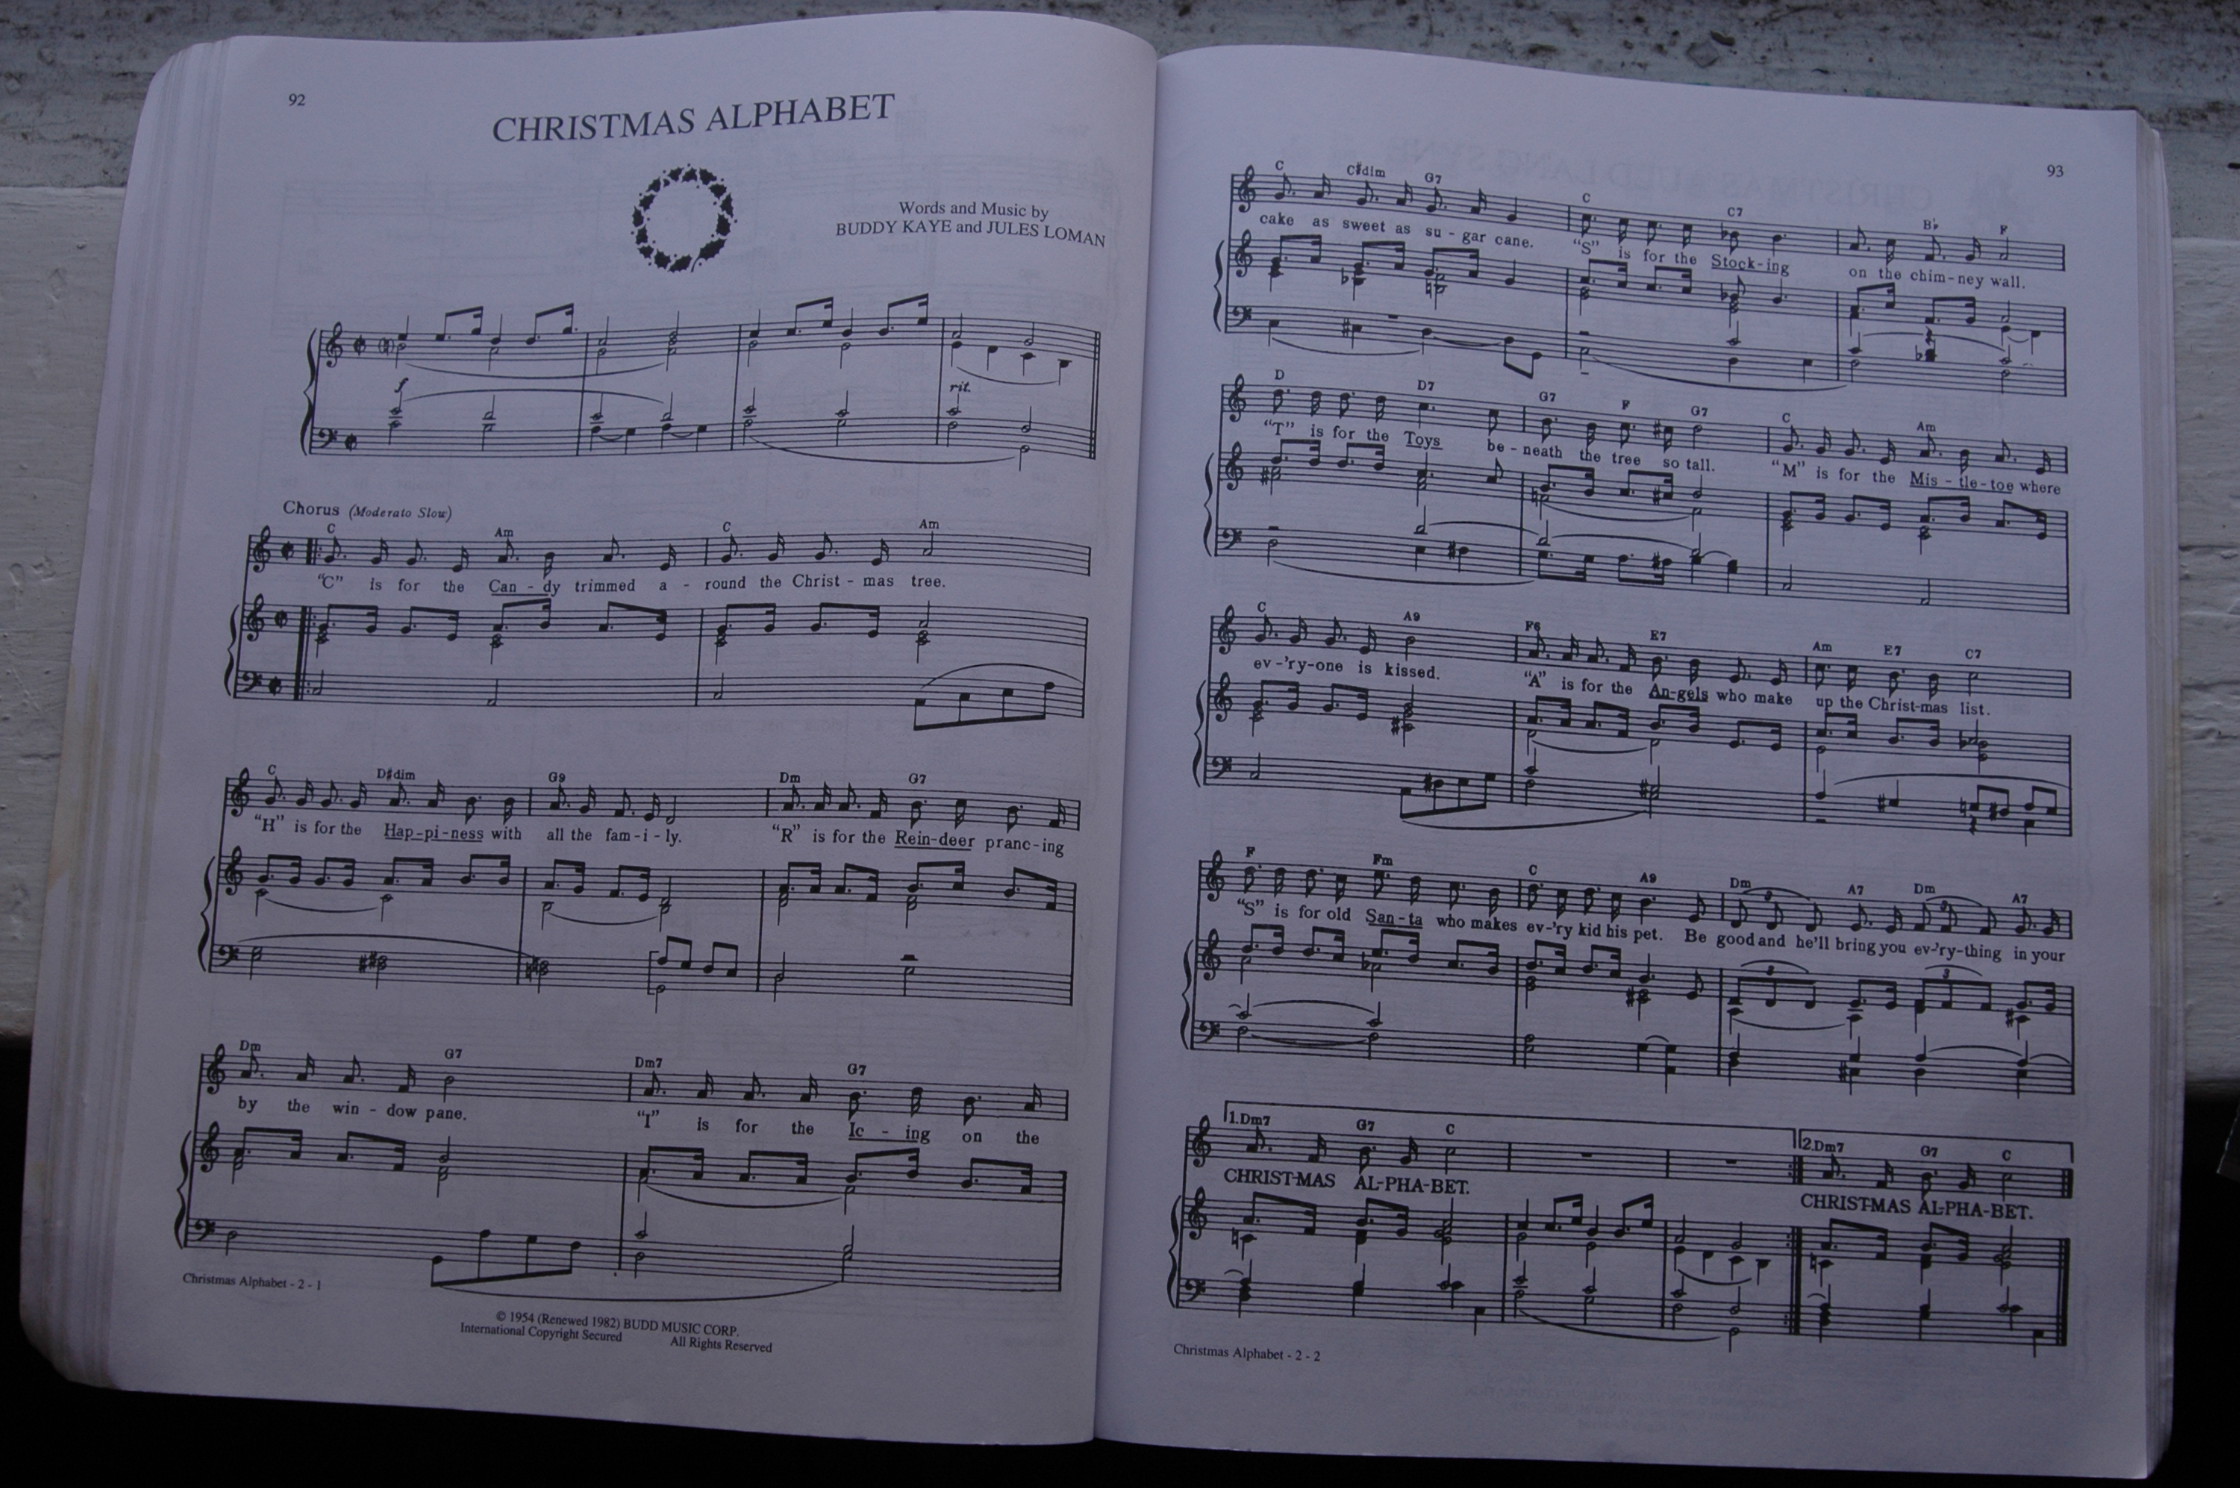 92
CHRISTMAS ALPHABET
Words and Music by
BUDDY KAYE and JULES LOMAN
f
rit.
Chorus (Moderato Slow)
C Am C Am
"C" is for the Can - dy trimmed a - round the Christ - mas tree.
C D#dim G9 Dm G7
"H" is for the Hap-pi-ness with all the fam-i-ly. "R" is for the Rein-deer pranc-ing
Dm G7 Dm7 G7
by the win - dow pane. "I" is for the Ic - ing on the
Christmas Alphabet - 2 - 1
© 1954 (Renewed 1982) BUDD MUSIC CORP.
International Copyright Secured All Rights Reserved
93
C C#dim G7 C C7 B♭ F
cake as sweet as su - gar cane. "S" is for the Stock-ing on the chim-ney wall.
D D7 G7 F G7 C Am
"T" is for the Toys be - neath the tree so tall. "M" is for the Mis - tle-toe where
C A9 F6 E7 Am E7 C7
ev-'ry-one is kissed. "A" is for the An-gels who make up the Christ-mas list.
F Fm C A9 Dm 3 A7 Dm 3 A7
"S" is for old San-ta who makes ev-'ry kid his pet. Be good and he'll bring you ev-'ry-thing in your
3 3
1. Dm7 G7 C 2. Dm7 G7 C
CHRIST-MAS AL-PHA-BET. CHRIST-MAS AL-PHA-BET.
Christmas Alphabet - 2 - 2